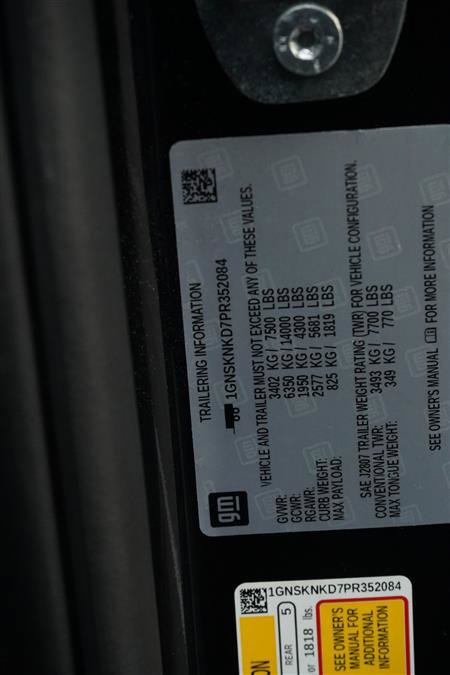 TRAILERING INFORMATION
1GNSKNKD7PR352084
VEHICLE AND TRAILER MUST NOT EXCEED ANY OF THESE VALUES.
GVWR: 3402 KG / 7500 LBS
GCWR: 6350 KG / 14000 LBS
RGAWR: 1950 KG / 4300 LBS
CURB WEIGHT: 2577 KG / 5681 LBS
MAX PAYLOAD: 825 KG / 1819 LBS
SAE J2807 TRAILER WEIGHT RATING (TWR) FOR VEHICLE CONFIGURATION.
CONVENTIONAL TWR: 3493 KG / 7700 LBS
MAX TONGUE WEIGHT: 349 KG / 770 LBS
SEE OWNER'S MANUAL FOR MORE INFORMATION
gm
1GNSKNKD7PR352084
ON
REAR 5
or 1818 lbs.
SEE OWNER'S
MANUAL FOR
ADDITIONAL
INFORMATION